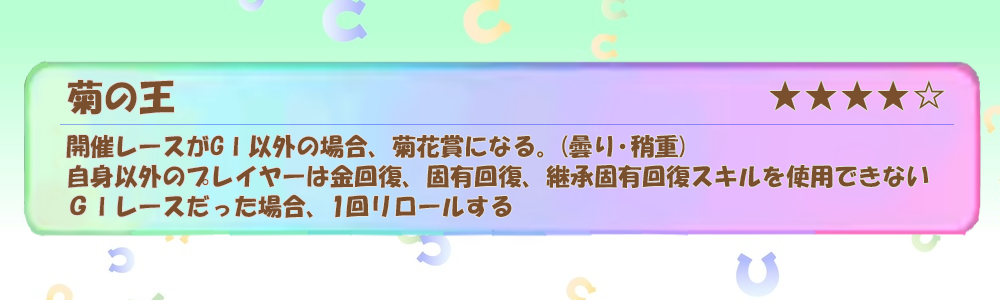 菊の王 ★★★★☆
開催レースがGⅠ以外の場合、菊花賞になる。(曇り・稍重)
自身以外のプレイヤーは金回復、固有回復、継承固有回復スキルを使用できない
GⅠレースだった場合、1回リロールする